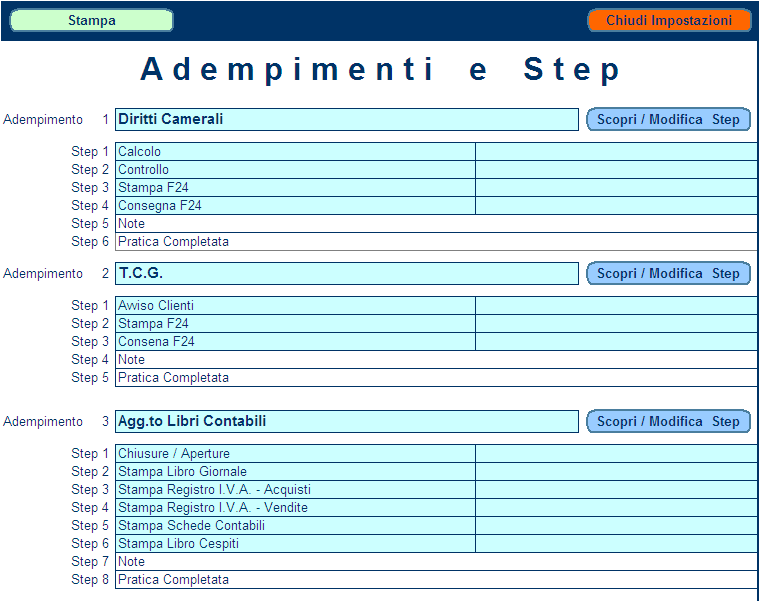 Stampa Chiudi Impostazioni
Adempimenti e Step
Adempimento 1 Diritti Camerali Scopri / Modifica Step
Step 1 Calcolo
Step 2 Controllo
Step 3 Stampa F24
Step 4 Consegna F24
Step 5 Note
Step 6 Pratica Completata
Adempimento 2 T.C.G. Scopri / Modifica Step
Step 1 Avviso Clienti
Step 2 Stampa F24
Step 3 Consena F24
Step 4 Note
Step 5 Pratica Completata
Adempimento 3 Agg.to Libri Contabili Scopri / Modifica Step
Step 1 Chiusure / Aperture
Step 2 Stampa Libro Giornale
Step 3 Stampa Registro I.V.A. - Acquisti
Step 4 Stampa Registro I.V.A. - Vendite
Step 5 Stampa Schede Contabili
Step 6 Stampa Libro Cespiti
Step 7 Note
Step 8 Pratica Completata